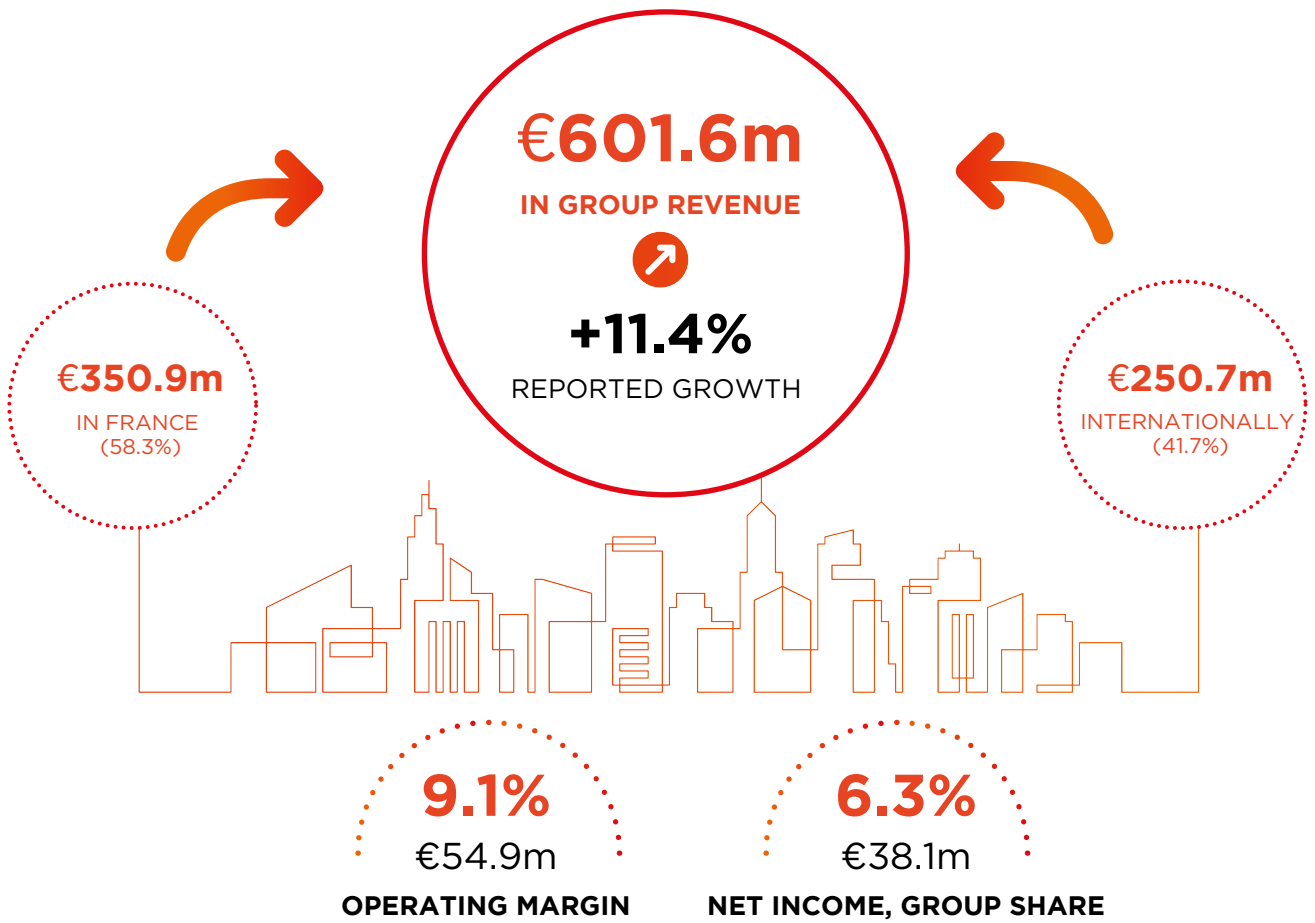 €601.6m
IN GROUP REVENUE
+11.4%
REPORTED GROWTH
€350.9m
IN FRANCE
(58.3%)
€250.7m
INTERNATIONALLY
(41.7%)
9.1%
€54.9m
OPERATING MARGIN
6.3%
€38.1m
NET INCOME, GROUP SHARE